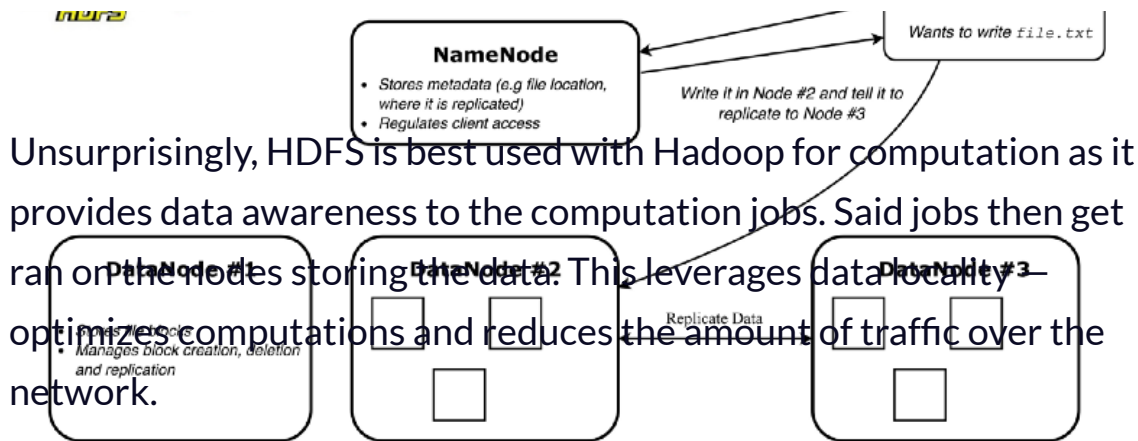 HDFS
Wants to write file.txt
NameNode
• Stores metadata (e.g file location,
where it is replicated)
• Regulates client access
Write it in Node #2 and tell it to
replicate to Node #3
Unsurprisingly, HDFS is best used with Hadoop for computation as it
provides data awareness to the computation jobs. Said jobs then get
ran on the nodes storing the data. This leverages data locality —
optimizes computations and reduces the amount of traffic over the
network.
DataNode #1
• Stores file blocks
• Manages block creation, deletion
and replication
DataNode #2
Replicate Data
DataNode #3